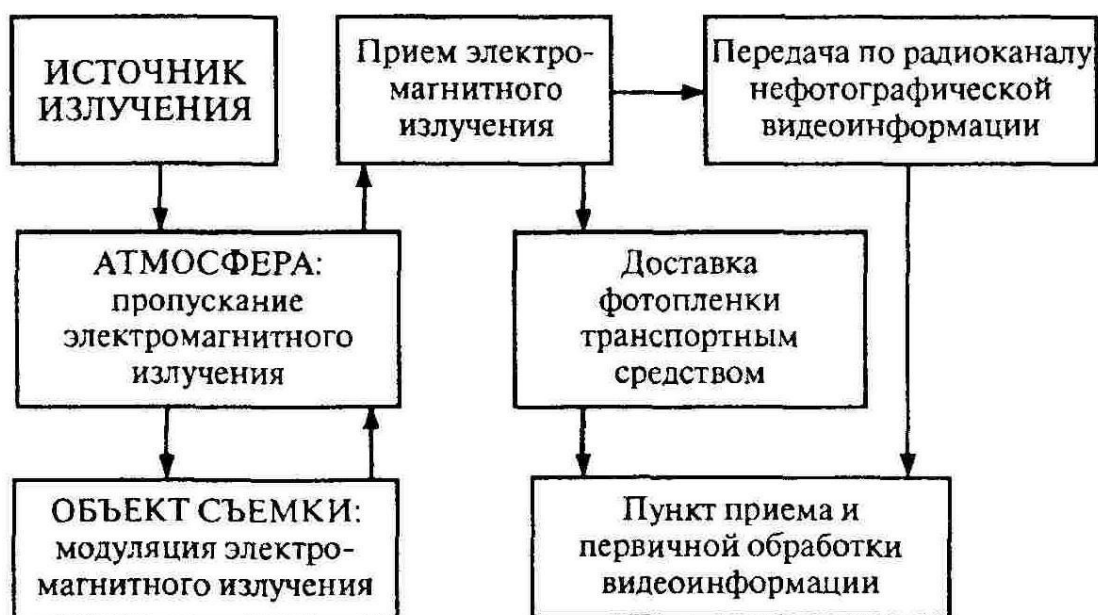 ИСТОЧНИК
ИЗЛУЧЕНИЯ
АТМОСФЕРА:
пропускание
электромагнитного
излучения
ОБЪЕКТ СЪЕМКИ:
модуляция электро-
магнитного излучения
Прием электро-
магнитного
излучения
Передача по радиоканалу
нефотографической
видеоинформации
Доставка
фотопленки
транспортным
средством
Пункт приема и
первичной обработки
видеоинформации